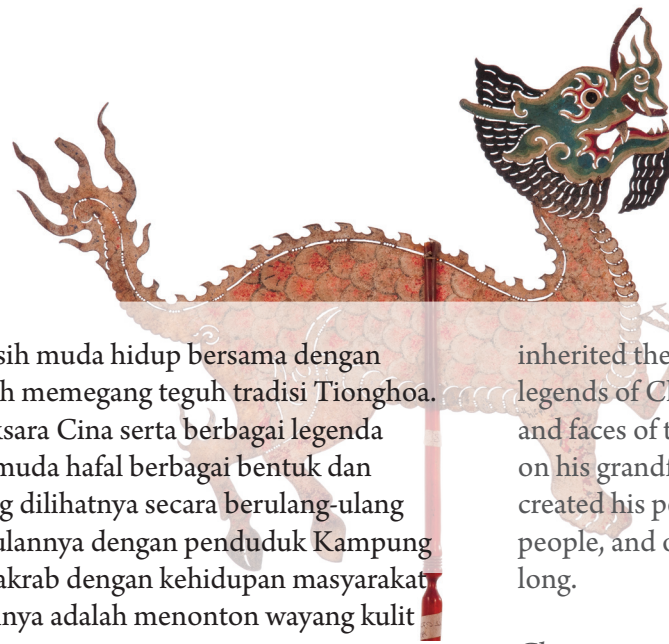 sih muda hidup bersama dengan
h memegang teguh tradisi Tionghoa.
ksara Cina serta berbagai legenda
muda hafal berbagai bentuk dan
g dilihatnya secara berulang-ulang
ulannya dengan penduduk Kampung
akrab dengan kehidupan masyarakat
nya adalah menonton wayang kulit
inherited the
legends of C
and faces of t
on his grandf
created his p
people, and o
long.